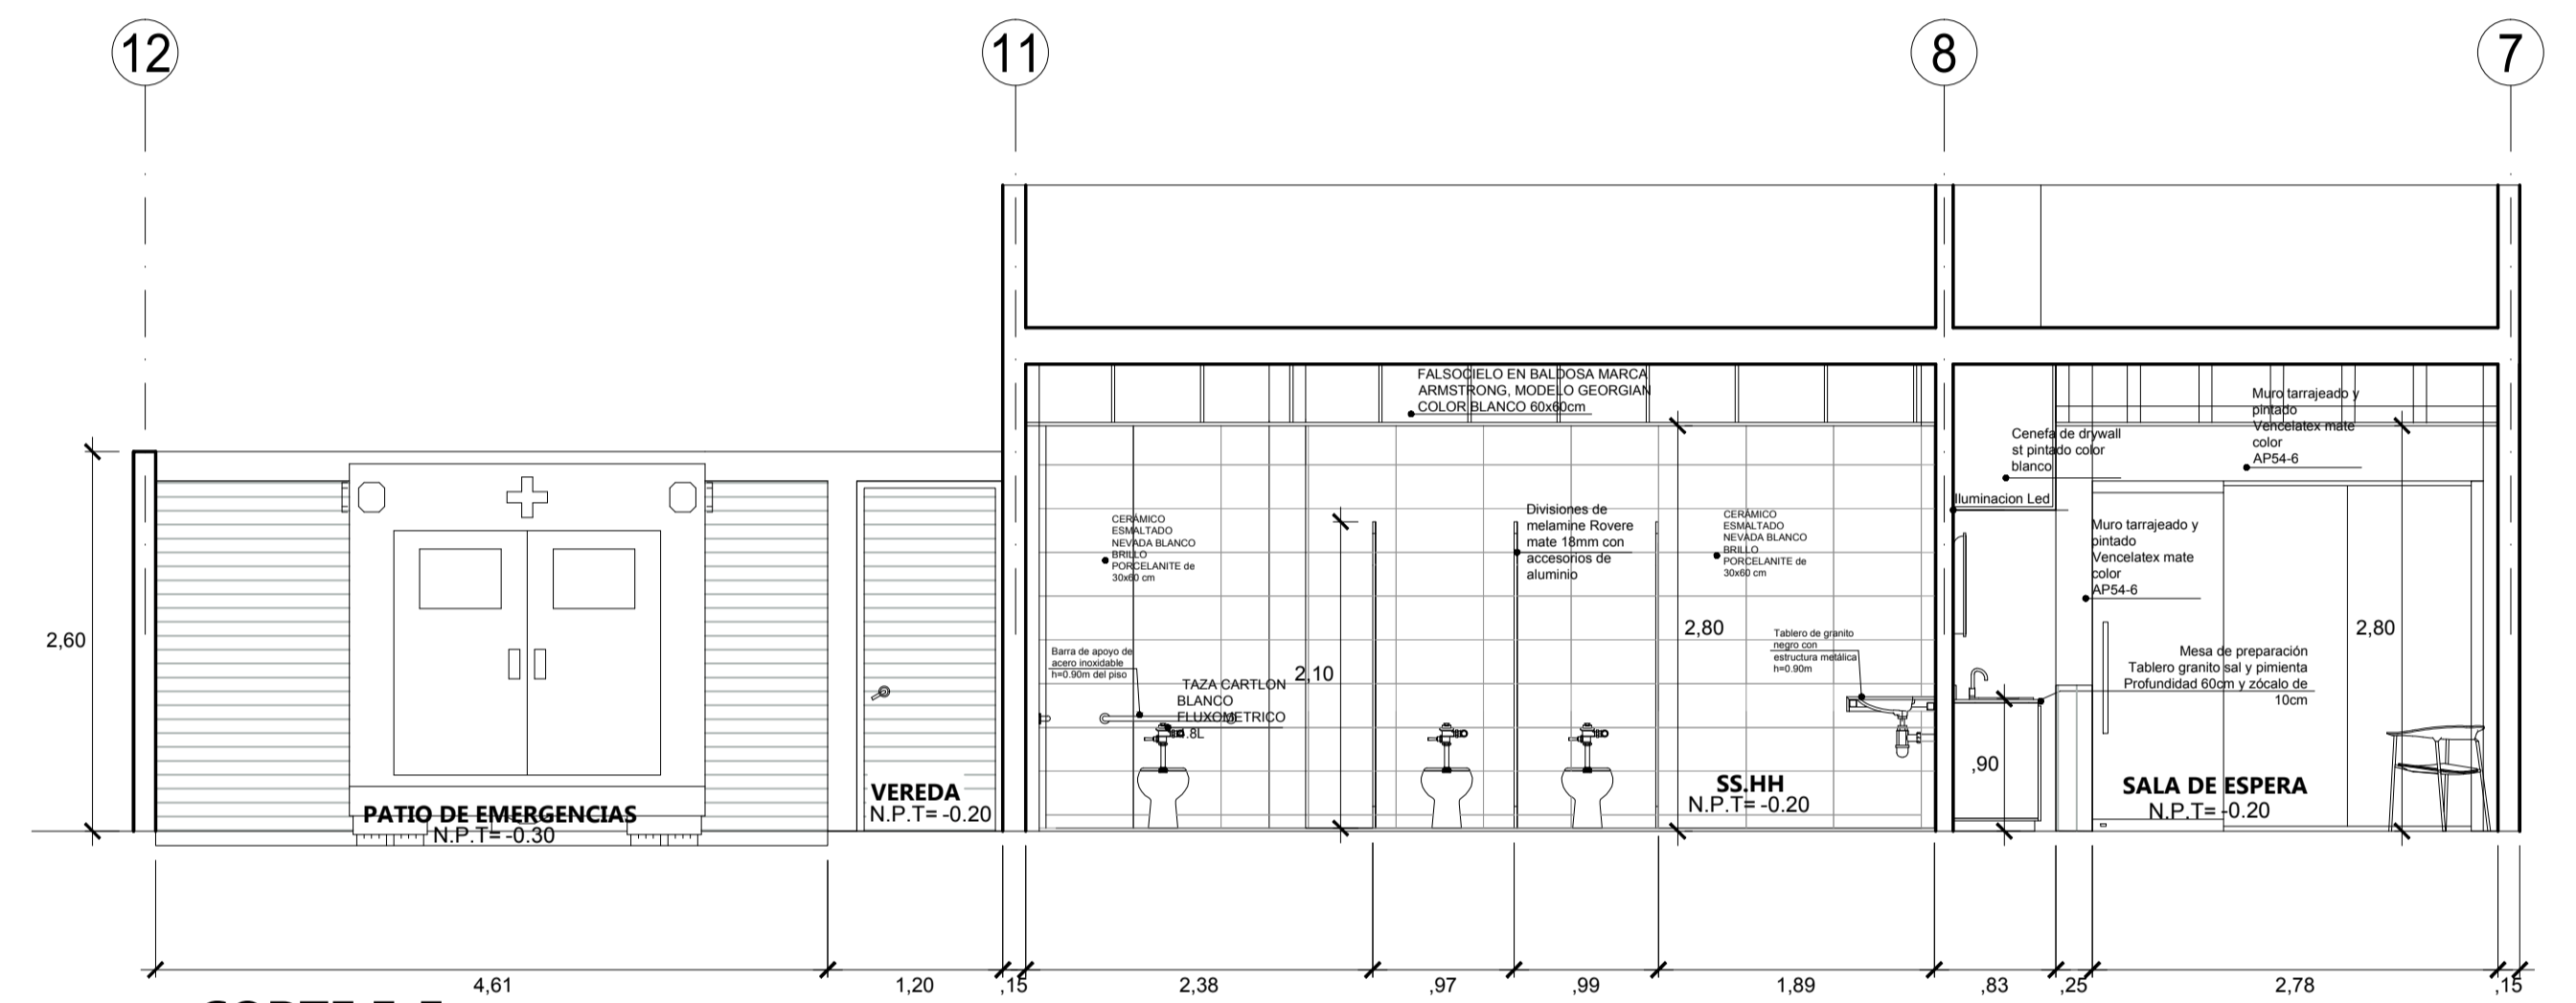 12
11
8
7
FALSOCIELO EN BALDOSA MARCA
ARMSTRONG, MODELO GEORGIAN
COLOR BLANCO 60x60cm
Muro tarrajeado y
pintado
Vencelatex mate
color
AP54-6
Cenefa de drywall
st pintado color
blanco
Iluminacion Led
CERÁMICO
ESMALTADO
NEVADA BLANCO
BRILLO
PORCELANITE de
30x60 cm
Divisiones de
melamine Rovere
mate 18mm con
accesorios de
aluminio
CERÁMICO
ESMALTADO
NEVADA BLANCO
BRILLO
PORCELANITE de
30x60 cm
Muro tarrajeado y
pintado
Vencelatex mate
color
AP54-6
2,60
Barra de apoyo de
acero inoxidable
h=0.90m del piso
TAZA CARTLON
BLANCO
FLUXOMETRICO
4.8L
2,10
2,80
Tablero de granito
negro con
estructura metálica
h=0.90m
2,80
Mesa de preparación
Tablero granito sal y pimienta
Profundidad 60cm y zócalo de
10cm
,90
PATIO DE EMERGENCIAS
N.P.T= -0.30
VEREDA
N.P.T= -0.20
SS.HH
N.P.T= -0.20
SALA DE ESPERA
N.P.T= -0.20
4,61
1,20
,15
2,38
,97
,99
1,89
,83
,25
2,78
,15